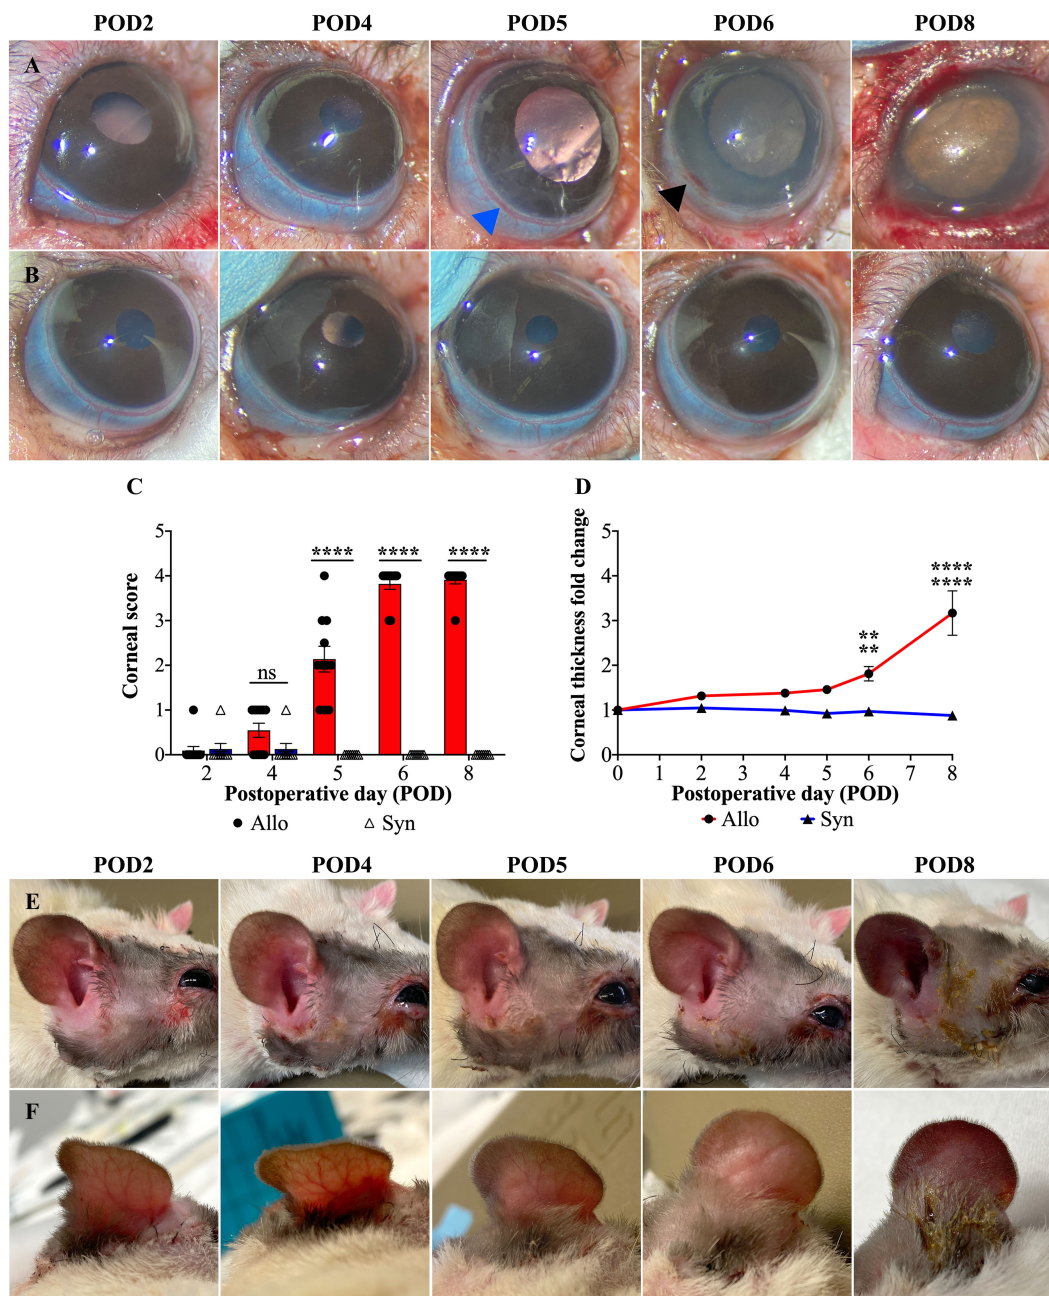 POD2 POD4 POD5 POD6 POD8
A
B
C
D
Corneal score
5
4
3
2
1
0
ns
****
****
****
2 4 5 6 8
Postoperative day (POD)
Allo Syn
Corneal thickness fold change
5
4
3
2
1
0
**
**
****
****
0 1 2 3 4 5 6 7 8
Postoperative day (POD)
Allo Syn
POD2 POD4 POD5 POD6 POD8
E
F